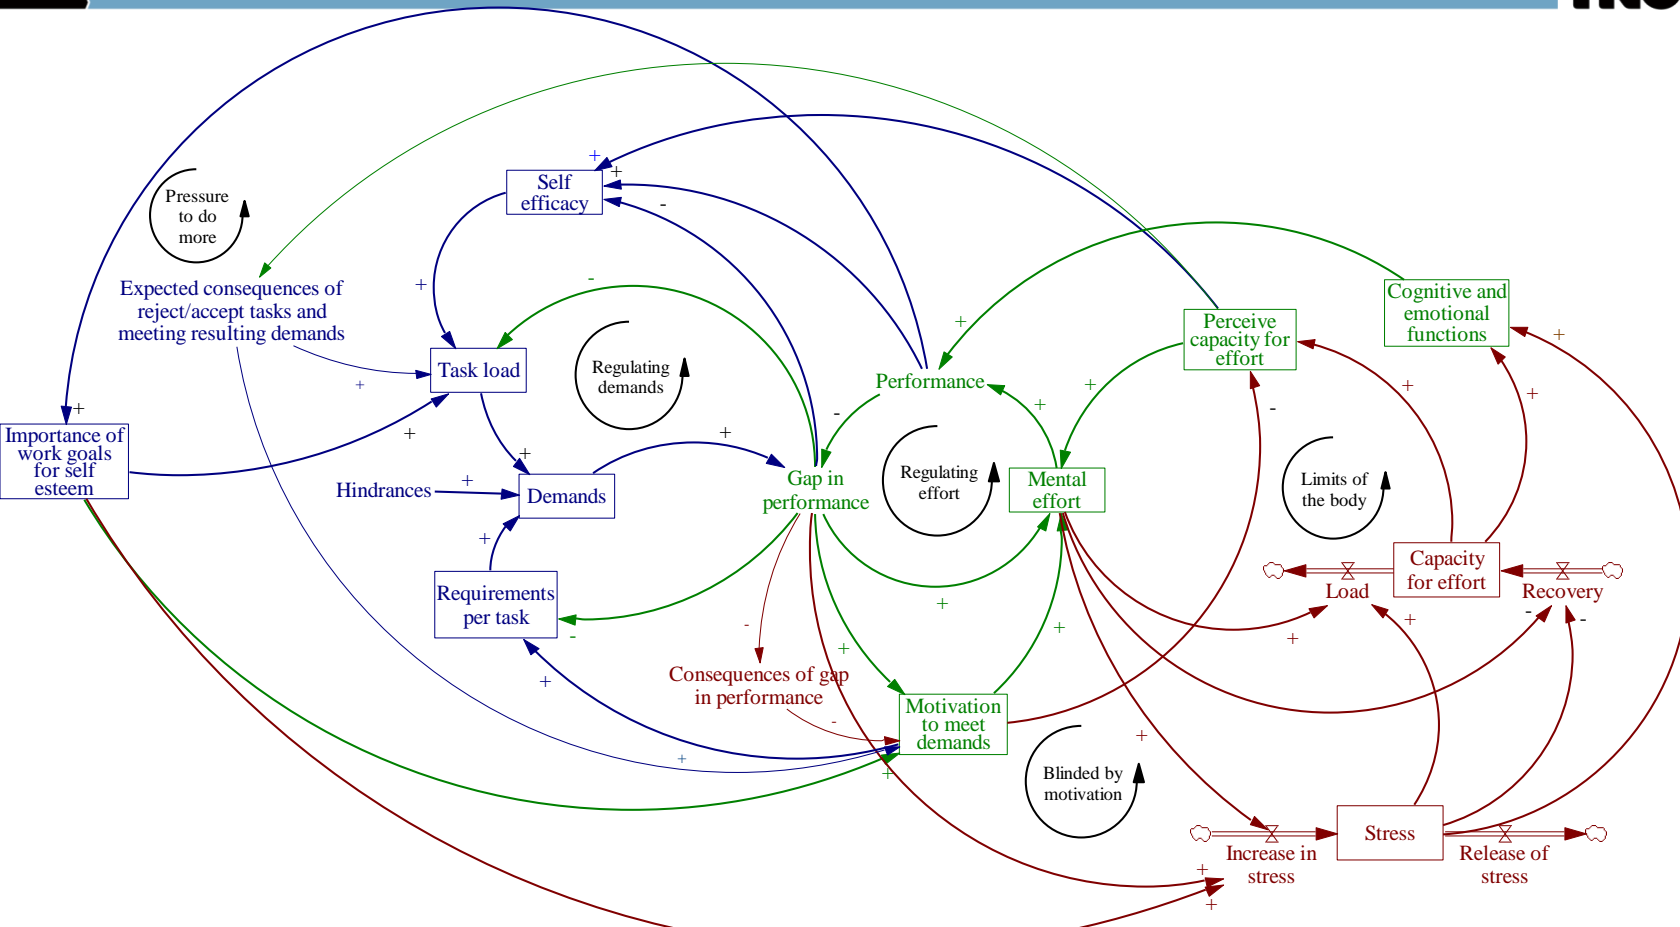 Pressure
to do
more
Self
efficacy
Expected consequences of
reject/accept tasks and
meeting resulting demands
Task load
Regulating
demands
Performance
Perceive
capacity for
effort
Cognitive and
emotional
functions
Importance of
work goals
for self
esteem
Hindrances
Demands
Gap in
performance
Regulating
effort
Mental
effort
Limits of
the body
Requirements
per task
Capacity
for effort
Load
Recovery
Consequences of gap
in performance
Motivation
to meet
demands
Blinded by
motivation
Stress
Increase in
stress
Release of
stress